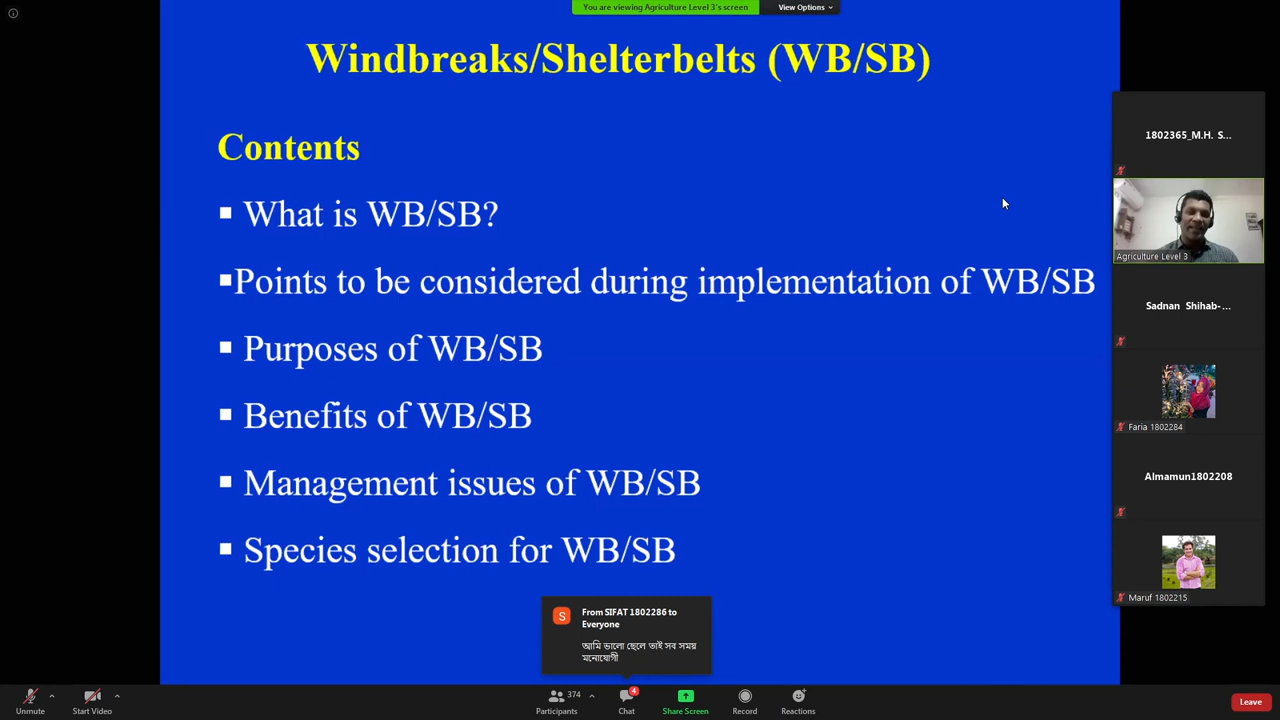 You are viewing Agriculture Level 3's screen
View Options
Windbreaks/Shelterbelts (WB/SB)
Contents
▪ What is WB/SB?
▪Points to be considered during implementation of WB/SB
▪ Purposes of WB/SB
▪ Benefits of WB/SB
▪ Management issues of WB/SB
▪ Species selection for WB/SB
1802365_M.H. S...
Agriculture Level 3
Sadnan Shihab-...
Faria 1802284
Almamun1802208
Maruf 1802215
S
From SIFAT 1802286 to
Everyone
আমি ভালো ছেলে তাই সব সময়
মনোযোগী
Unmute
Start Video
374
Participants
4
Chat
Share Screen
Record
Reactions
Leave